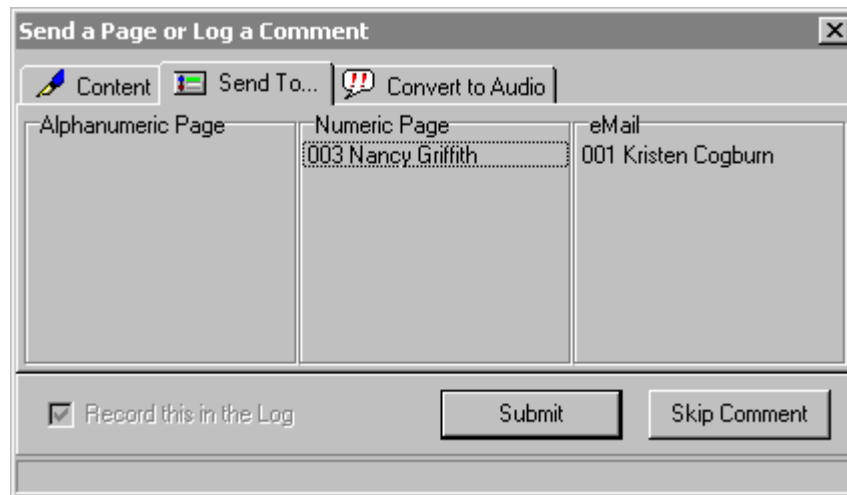 Send a Page or Log a Comment
Content Send To... !! Convert to Audio
Alphanumeric Page Numeric Page eMail
003 Nancy Griffith 001 Kristen Cogburn
Record this in the Log Submit Skip Comment